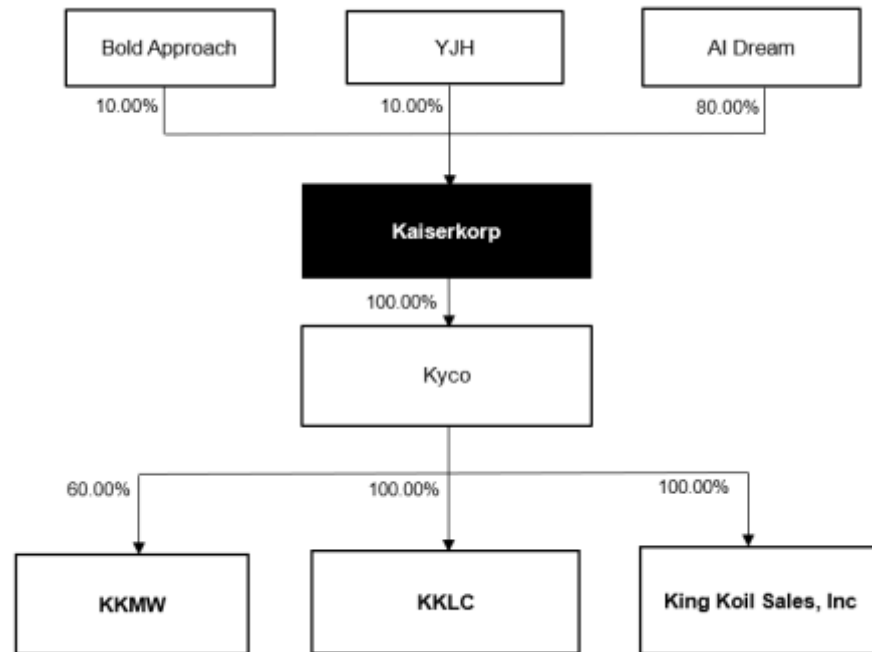 Bold Approach
YJH
AI Dream
10.00%
10.00%
80.00%
Kaiserkorp
100.00%
Kyco
60.00%
100.00%
100.00%
KKMW
KKLC
King Koil Sales, Inc